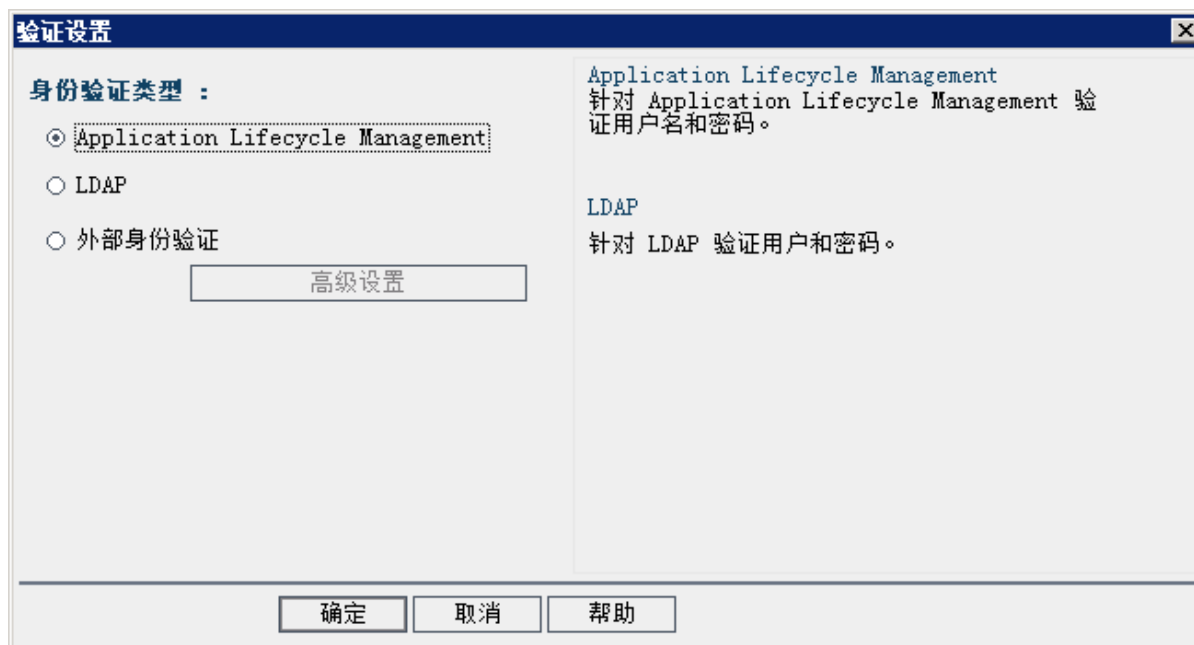 验证设置
身份验证类型 :
Application Lifecycle Management
LDAP
外部身份验证
高级设置
Application Lifecycle Management
针对 Application Lifecycle Management 验
证用户名和密码。
LDAP
针对 LDAP 验证用户和密码。
确定
取消
帮助